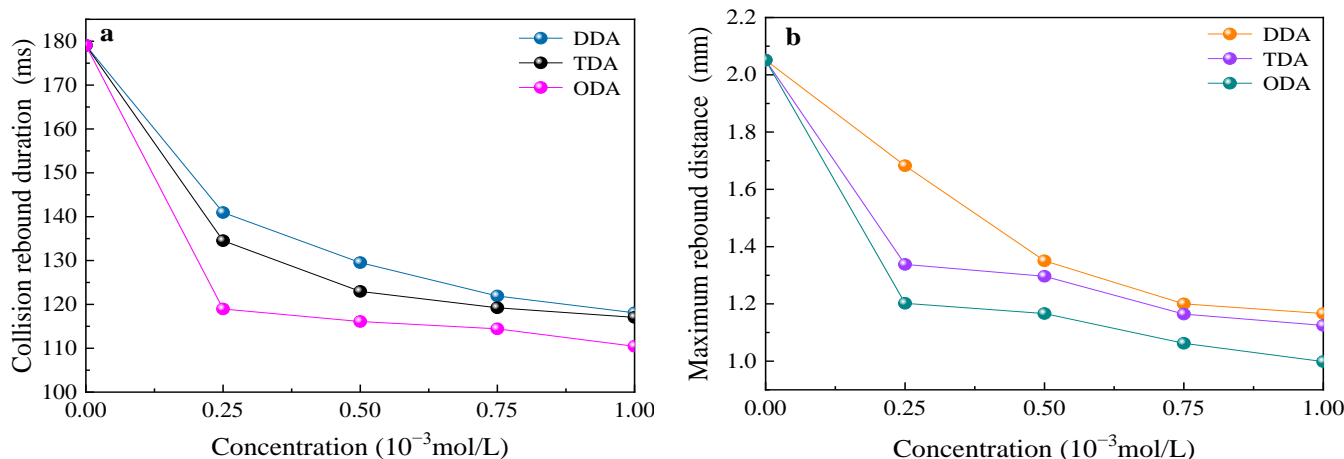 a
DDA
TDA
ODA
Collision rebound duration (ms)
180
170
160
150
140
130
120
110
100
0.00 0.25 0.50 0.75 1.00
Concentration (10⁻³mol/L)
b
DDA
TDA
ODA
Maximum rebound distance (mm)
2.2
2.0
1.8
1.6
1.4
1.2
1.0
0.00 0.25 0.50 0.75 1.00
Concentration (10⁻³mol/L)